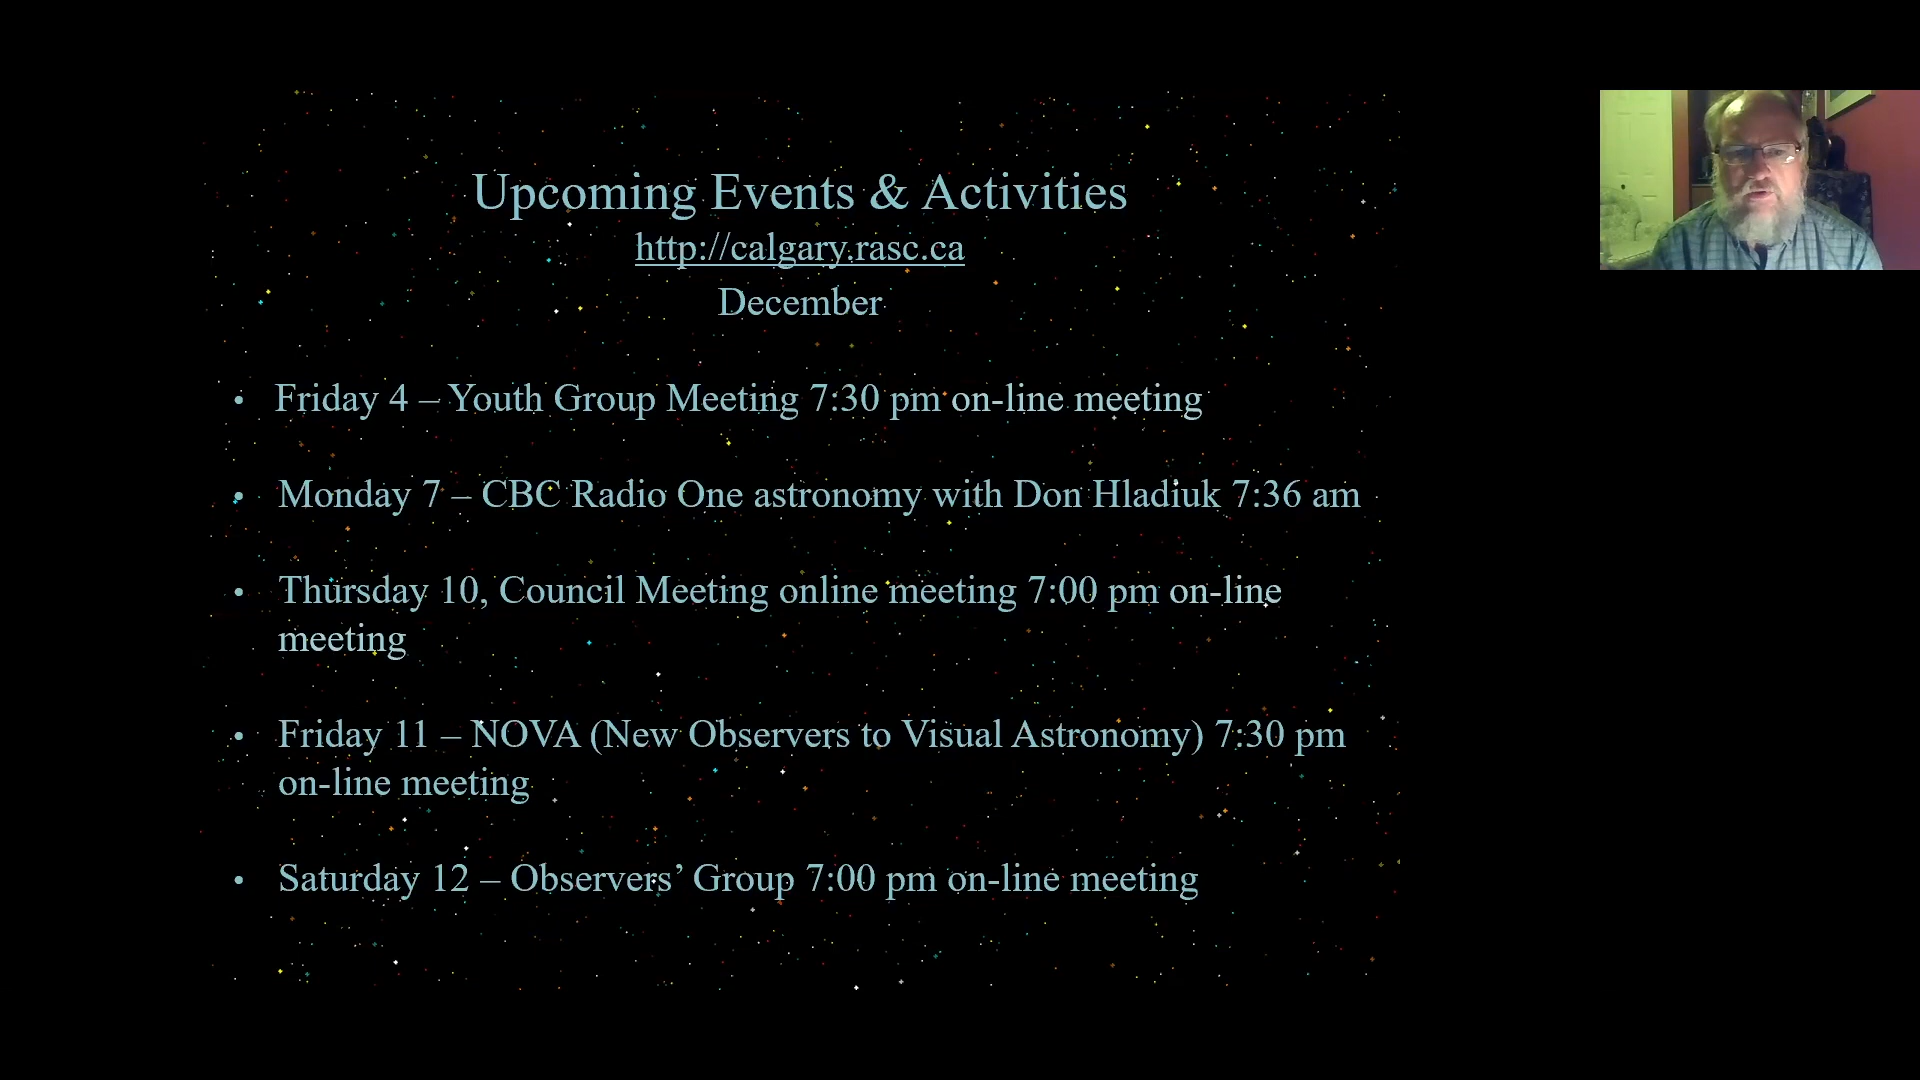 Upcoming Events & Activities
http://calgary.rasc.ca
December
• Friday 4 – Youth Group Meeting 7:30 pm on-line meeting
• Monday 7 – CBC Radio One astronomy with Don Hladiuk 7:36 am
• Thursday 10, Council Meeting online meeting 7:00 pm on-line
meeting
• Friday 11 – NOVA (New Observers to Visual Astronomy) 7:30 pm
on-line meeting
• Saturday 12 – Observers’ Group 7:00 pm on-line meeting